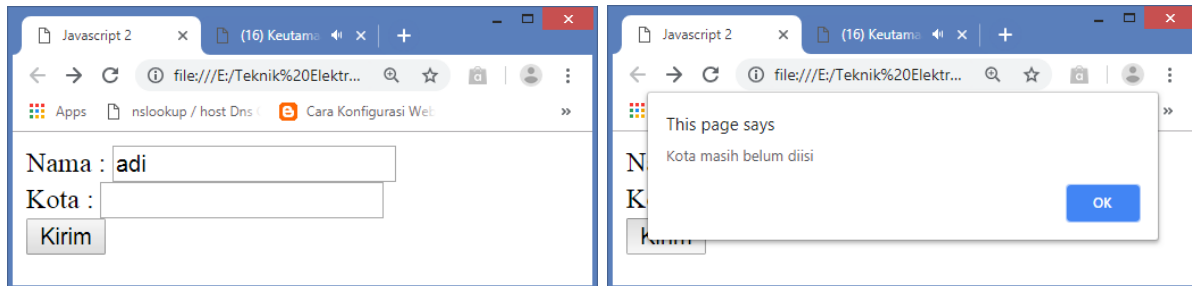 Javascript 2
(16) Keutama
file:///E:/Teknik%20Elektr...
Apps nslookup / host Dns Cara Konfigurasi Web
Nama : adi
Kota :
Kirim
Javascript 2
(16) Keutama
file:///E:/Teknik%20Elektr...
This page says
Kota masih belum diisi
OK